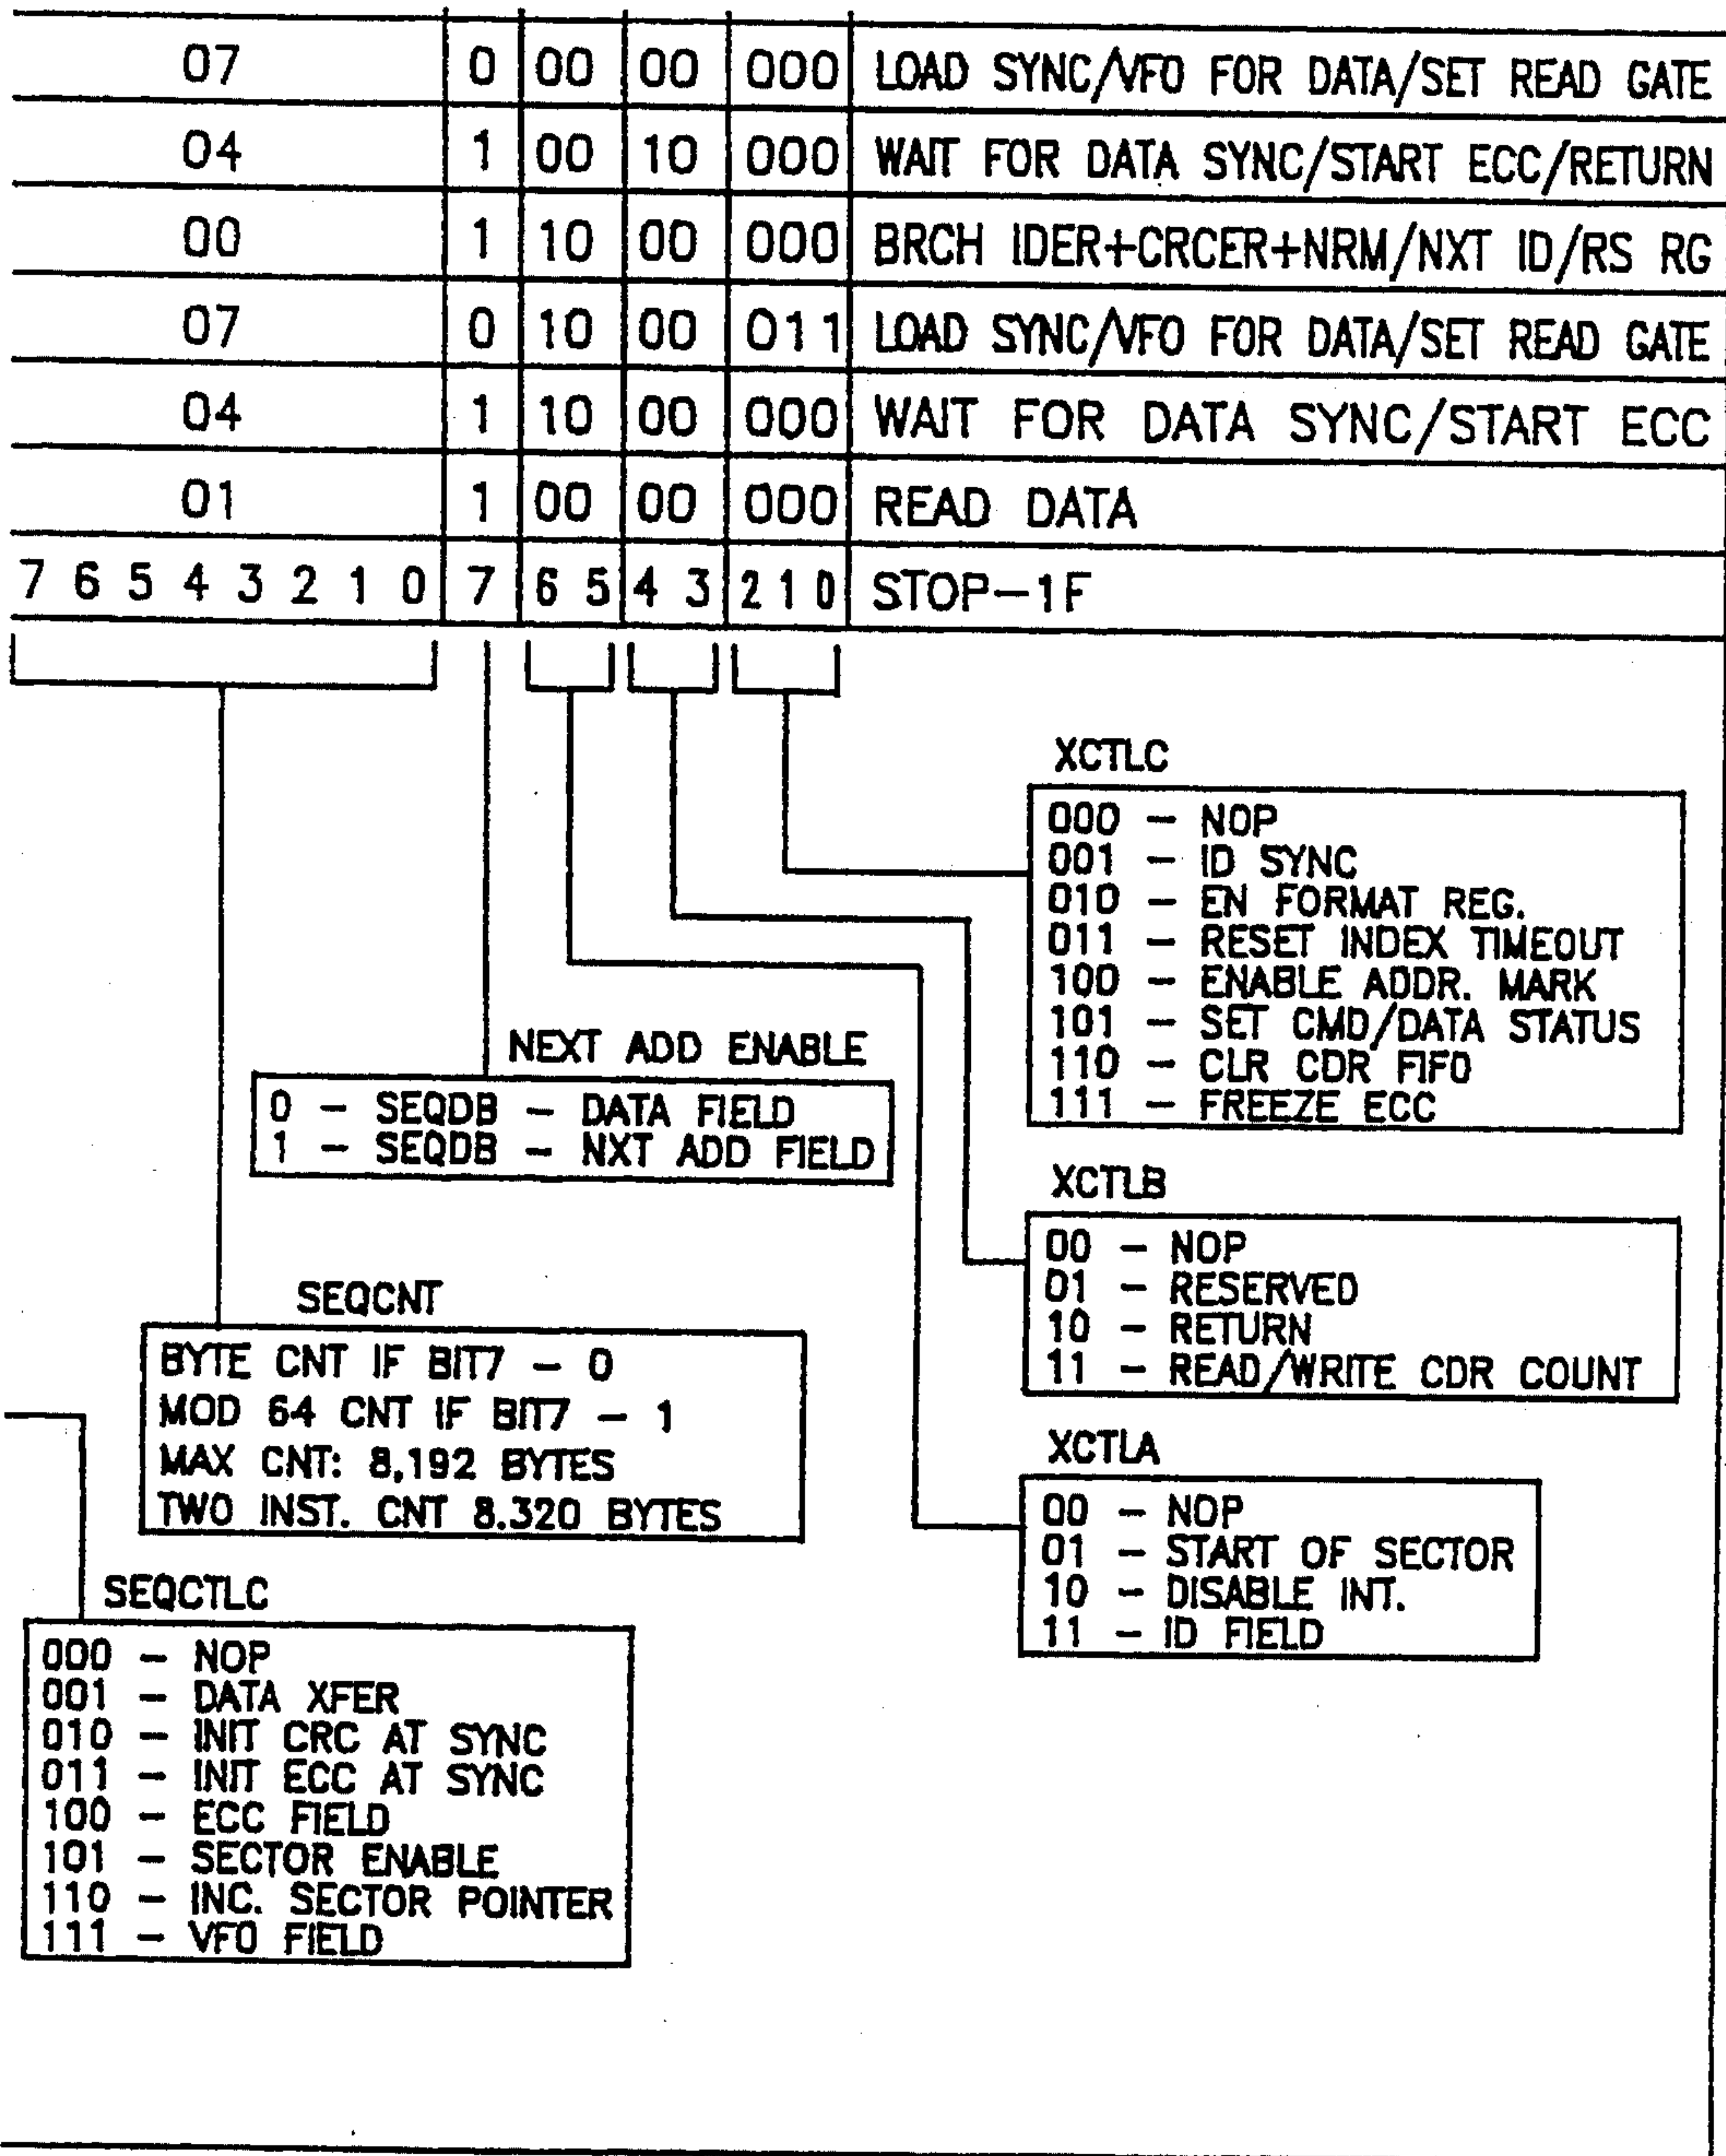 07 0 00 00 000 LOAD SYNC/VFO FOR DATA/SET READ GATE
04 1 00 10 000 WAIT FOR DATA SYNC/START ECC/RETURN
00 1 10 00 000 BRCH IDER+CRCER+NRM/NXT ID/RS RG
07 0 10 00 011 LOAD SYNC/VFO FOR DATA/SET READ GATE
04 1 10 00 000 WAIT FOR DATA SYNC/START ECC
01 1 00 00 000 READ DATA
7 6 5 4 3 2 1 0 7 6 5 4 3 2 1 0 STOP-1F
XCTLC
000 - NOP
001 - ID SYNC
010 - EN FORMAT REG.
011 - RESET INDEX TIMEOUT
100 - ENABLE ADDR. MARK
101 - SET CMD/DATA STATUS
110 - CLR CDR FIFO
111 - FREEZE ECC
NEXT ADD ENABLE
0 - SEQDB - DATA FIELD
1 - SEQDB - NXT ADD FIELD
XCTLB
00 - NOP
01 - RESERVED
10 - RETURN
11 - READ/WRITE CDR COUNT
SEQCNT
BYTE CNT IF BIT7 - 0
MOD 64 CNT IF BIT7 - 1
MAX CNT: 8,192 BYTES
TWO INST. CNT 8.320 BYTES
XCTLA
00 - NOP
01 - START OF SECTOR
10 - DISABLE INT.
11 - ID FIELD
SEQCTLC
000 - NOP
001 - DATA XFER
010 - INIT CRC AT SYNC
011 - INIT ECC AT SYNC
100 - ECC FIELD
101 - SECTOR ENABLE
110 - INC. SECTOR POINTER
111 - VFO FIELD